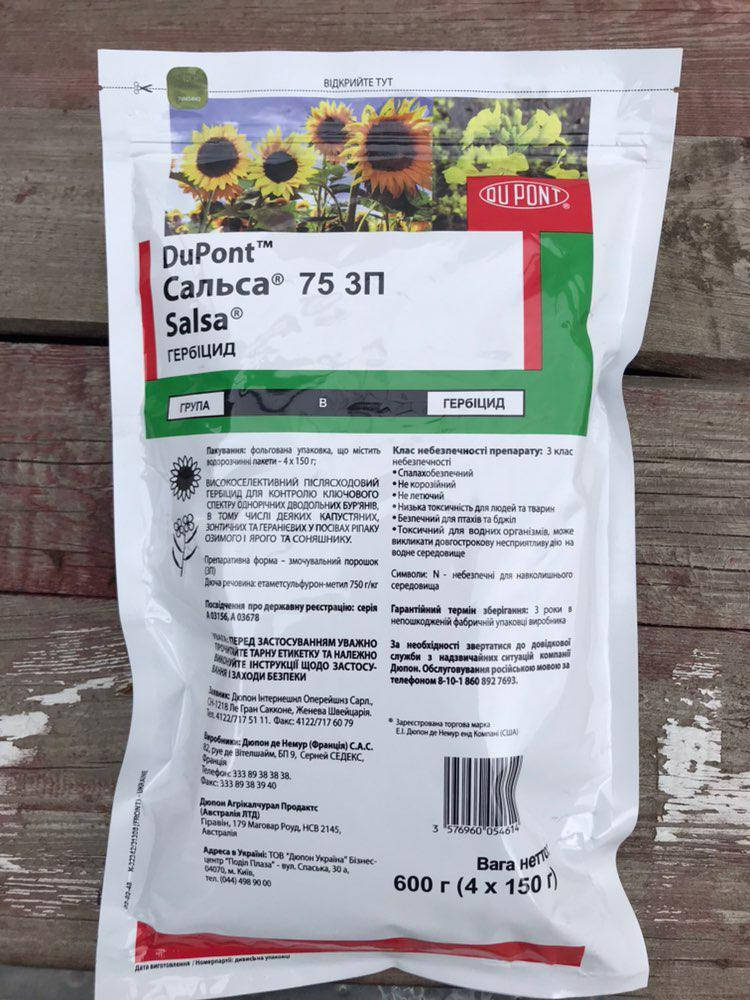 ВІДКРИЙТЕ ТУТ
DU PONT®
DuPont™
Сальса® 75 ЗП
Salsa®
ГЕРБІЦИД
ГРУПА В ГЕРБІЦИД
Пакування: фольгована упаковка, що містить
водорозчинні пакети - 4 х 150 г;
ВИСОКОСЕЛЕКТИВНИЙ ПІСЛЯСХОДОВИЙ
ГЕРБІЦИД ДЛЯ КОНТРОЛЮ КЛЮЧОВОГО
СПЕКТРУ ОДНОРІЧНИХ ДВОДОЛЬНИХ БУР'ЯНІВ,
В ТОМУ ЧИСЛІ ДЕЯКИХ КАПУСТЯНИХ,
ЗОНТИЧНИХ ТА ГЕРАНІЄВИХ У ПОСІВАХ РІПАКУ
ОЗИМОГО І ЯРОГО ТА СОНЯШНИКУ.
Препаративна форма – змочувальний порошок
(ЗП)
Діюча речовина: етаметсульфурон-метил 750 г/кг
Посвідчення про державну реєстрацію: серія
А 03156, А 03678
ПЕРЕД ЗАСТОСУВАННЯМ УВАЖНО
ПРОЧИТАЙТЕ ТАРНУ ЕТИКЕТКУ ТА НАЛЕЖНО
ВИКОНУЙТЕ ІНСТРУКЦІЇ ЩОДО ЗАСТОСУ-
ВАННЯ І ЗАХОДИ БЕЗПЕКИ
Заявник: Дюпон Інтернешнл Оперейшнз Сарл.,
СН-1218 Ле Гран Сакконе, Женева Швейцарія.
Тел. 4122/717 51 11. Факс: 4122/717 60 79
Виробники: Дюпон де Немур (Франція) С.А.С.
82, руе де Вітелшайм, БП 9, Серней СЕДЕКС,
Франція
Телефон: 333 89 38 38 38.
Факс: 333 89 38 39 40
Дюпон Агрікалчурал Продактс
(Австралія ЛТД)
Гіравін, 179 Маговар Роуд, НСВ 2145,
Австралія
Адреса в Україні: ТОВ "Дюпон Україна" Бізнес-
центр "Поділ Плаза" - вул. Спаська, 30 а,
04070, м. Київ,
тел. (044) 498 90 00
Клас небезпечності препарату: 3 клас
небезпечності
• Спалахобезпечний
• Не корозійний
• Не летючий
• Низька токсичність для людей та тварин
• Безпечний для птахів та бджіл
• Токсичний для водних організмів, може
викликати довгострокову несприятливу дію на
водне середовище
Символи: N - небезпечні для навколишнього
середовища
Гарантійний термін зберігання: 3 роки в
непошкодженій фабричній упаковці виробника
За необхідності звертатися до довідкової
служби з надзвичайних ситуацій компанії
Дюпон. Обслуговування російською мовою за
телефоном 8-10-1 860 892 7693.
® Зареєстрована торгова марка
Е.І. Дюпон де Немур енд Компані (США)
3 576960 054614
Вага нетто:
600 г (4 х 150 г)
Дата виготовлення / Номер партії: дивись на упаковці